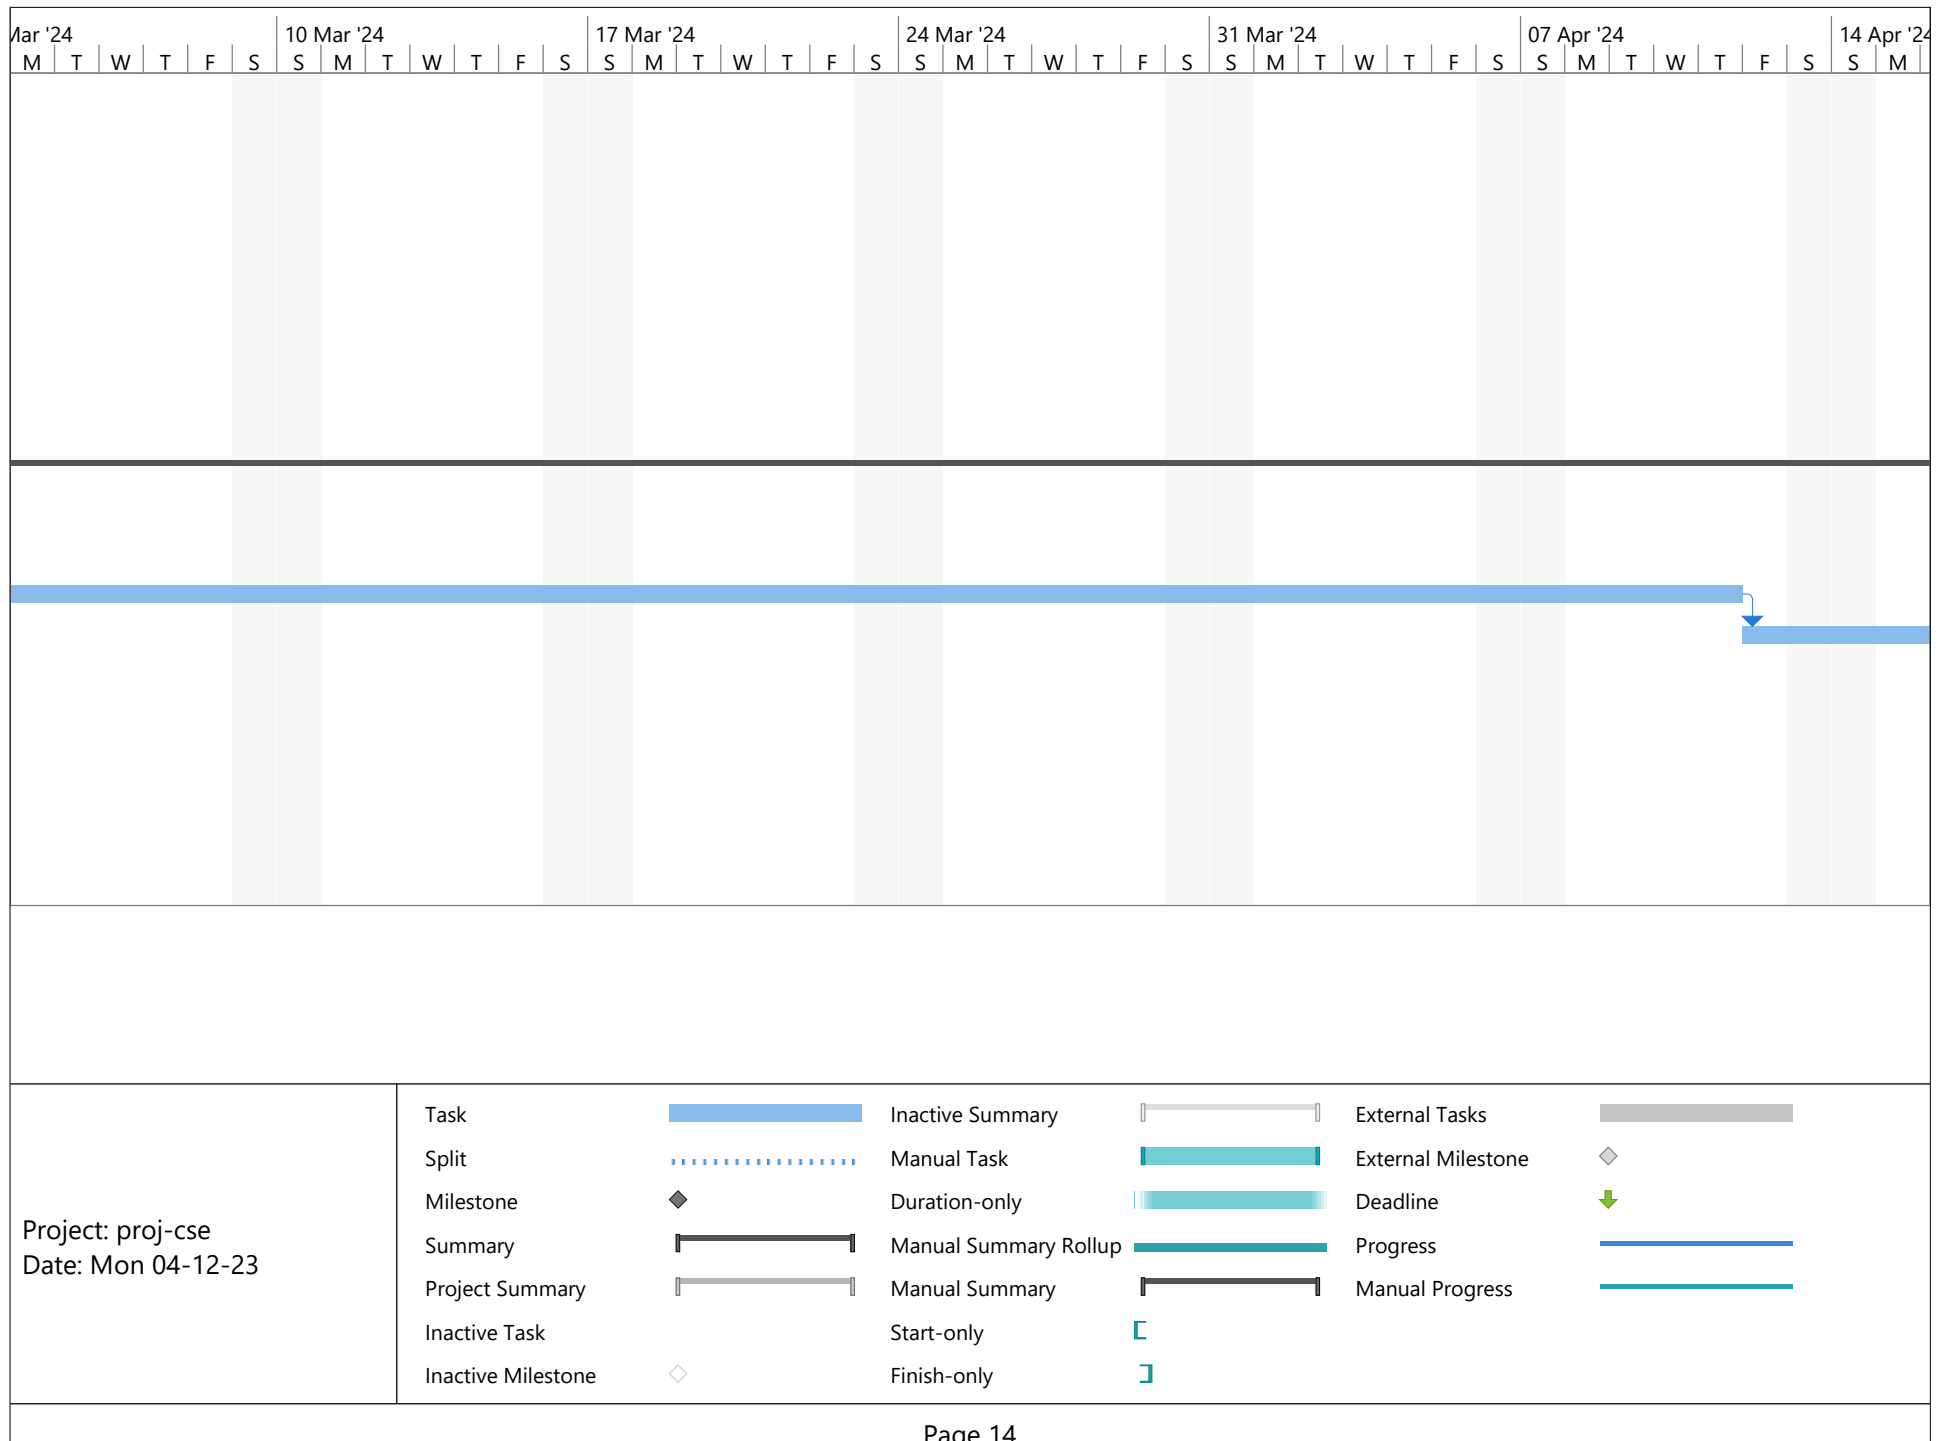 Mar '24 10 Mar '24 17 Mar '24 24 Mar '24 31 Mar '24 07 Apr '24 14 Apr '24
M T W T F S S M T W T F S S M T W T F S S M T W T F S S M T W T F S S M T W T F S S M
Task Inactive Summary External Tasks
Split Manual Task External Milestone
Milestone Duration-only Deadline
Project: proj-cse
Date: Mon 04-12-23
Summary Manual Summary Rollup Progress
Project Summary Manual Summary Manual Progress
Inactive Task Start-only
Inactive Milestone Finish-only
Page 14